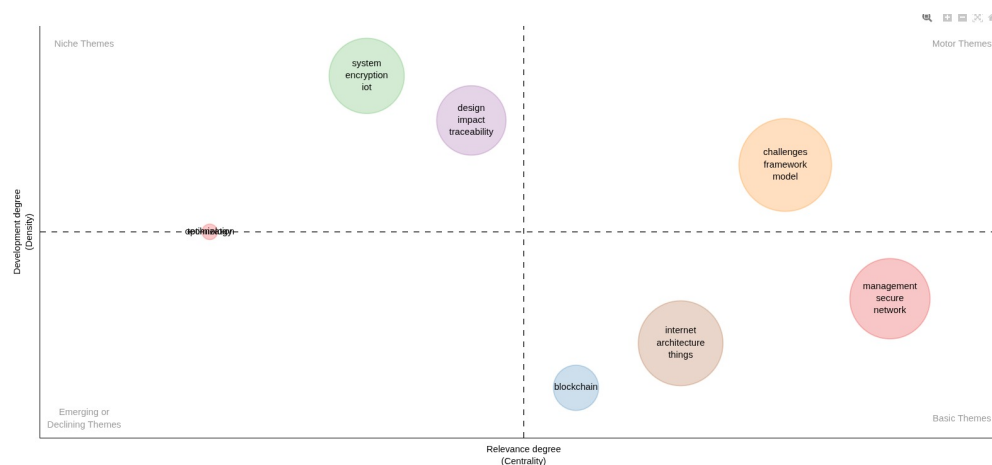 Niche Themes
Motor Themes
system
encryption
iot
design
impact
traceability
challenges
framework
model
Development degree
(Density)
management
secure
network
internet
architecture
things
blockchain
Emerging or
Declining Themes
Basic Themes
Relevance degree
(Centrality)